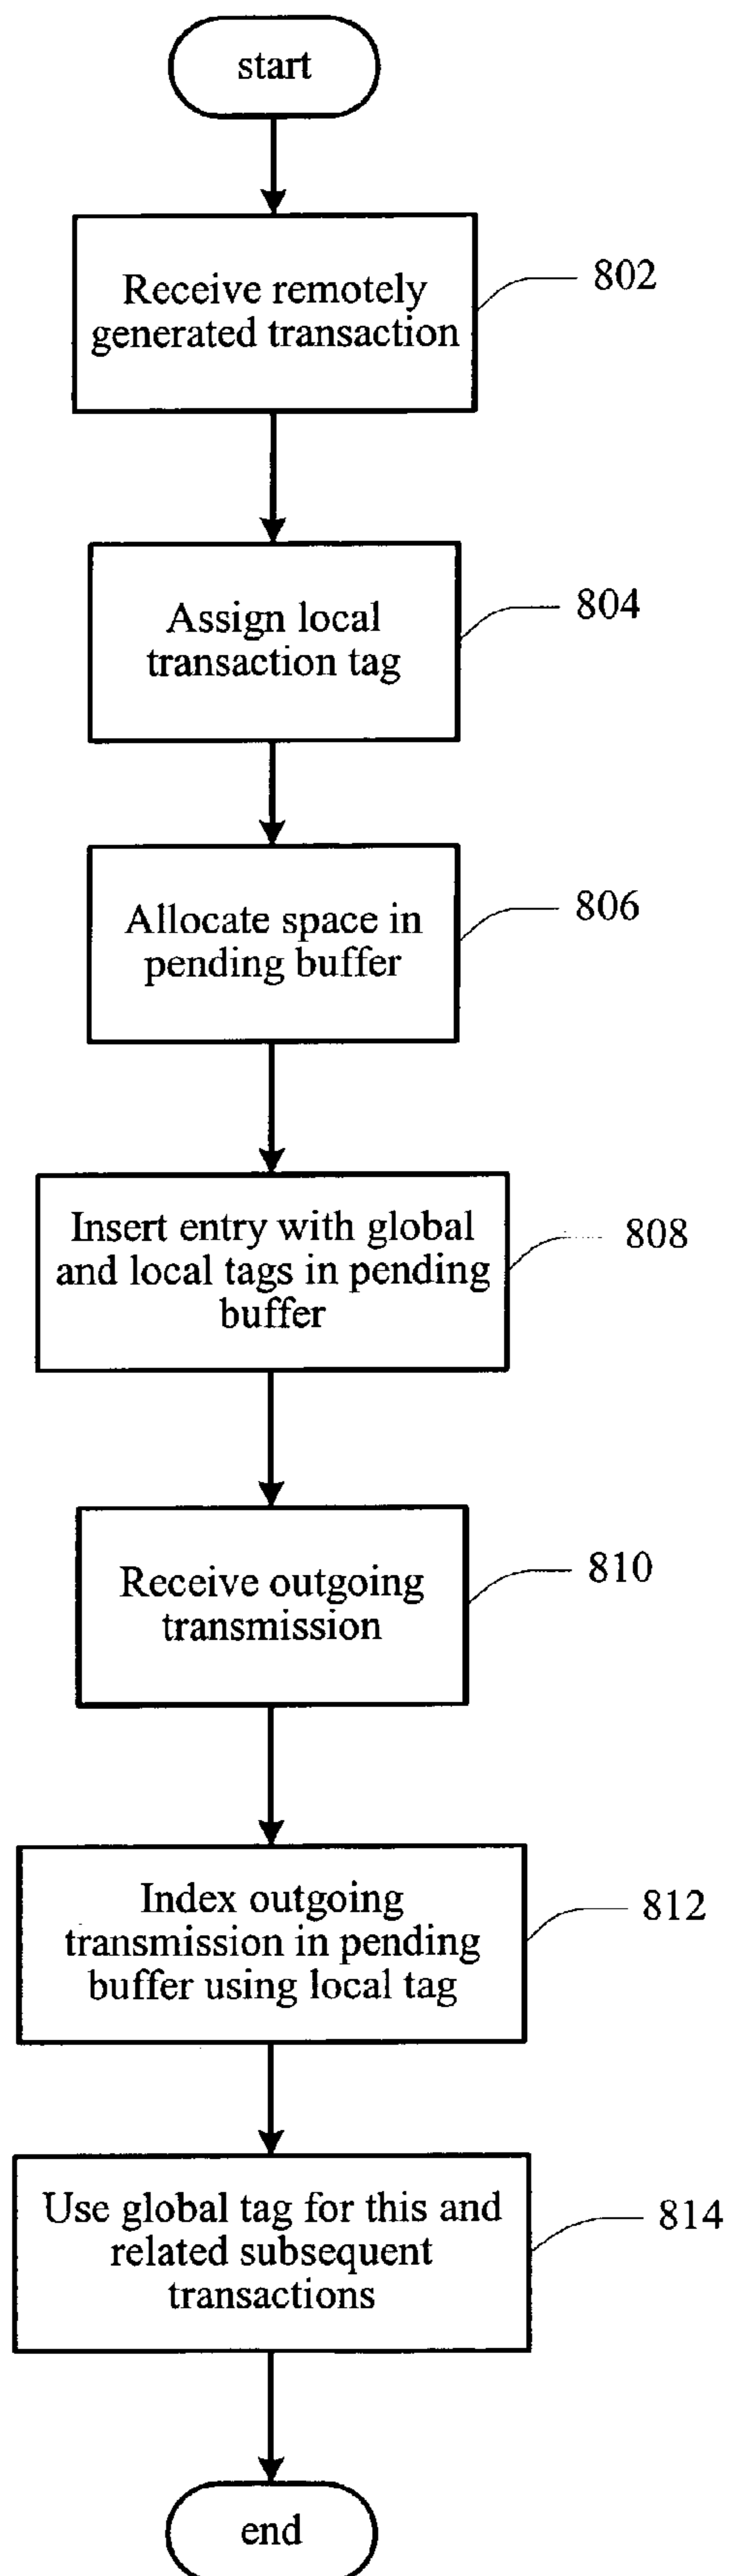 start
Receive remotely
generated transaction
802
Assign local
transaction tag
804
Allocate space in
pending buffer
806
Insert entry with global
and local tags in pending
buffer
808
Receive outgoing
transmission
810
Index outgoing
transmission in pending
buffer using local tag
812
Use global tag for this and
related subsequent
transactions
814
end